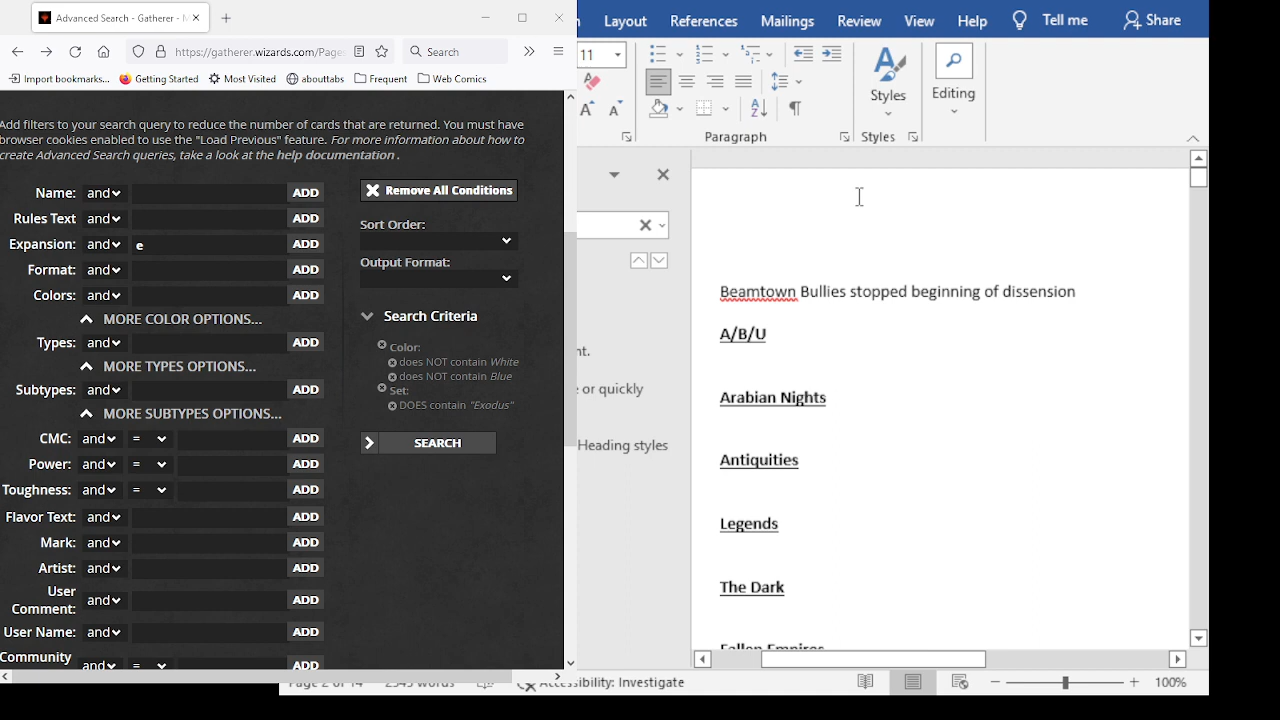 Advanced Search - Gatherer - M
https://gatherer.wizards.com/Pages
Search
Import bookmarks...
Getting Started
Most Visited
abouttabs
Frequent
Web Comics
Add filters to your search query to reduce the number of cards that are returned. You must have
browser cookies enabled to use the "Load Previous" feature. For more information about how to
create Advanced Search queries, take a look at the help documentation .
Name: and ADD
Rules Text and ADD
Expansion: and e ADD
Format: and ADD
Colors: and ADD
MORE COLOR OPTIONS...
Types: and ADD
MORE TYPES OPTIONS...
Subtypes: and ADD
MORE SUBTYPES OPTIONS...
CMC: and = ADD
Power: and = ADD
Toughness: and = ADD
Flavor Text: and ADD
Mark: and ADD
Artist: and ADD
User
Comment: and ADD
User Name: and ADD
Community and = ADD
Remove All Conditions
Sort Order:
Output Format:
Search Criteria
Color:
does NOT contain White
does NOT contain Blue
Set:
DOES contain "Exodus"
SEARCH
Layout References Mailings Review View Help Tell me Share
11
Paragraph
Styles
Styles
Editing
nt.
e or quickly
Heading styles
Beamtown Bullies stopped beginning of dissension
A/B/U
Arabian Nights
Antiquities
Legends
The Dark
Fallen Empires
Page 2 of 14 2545 words Accessibility: Investigate 100%